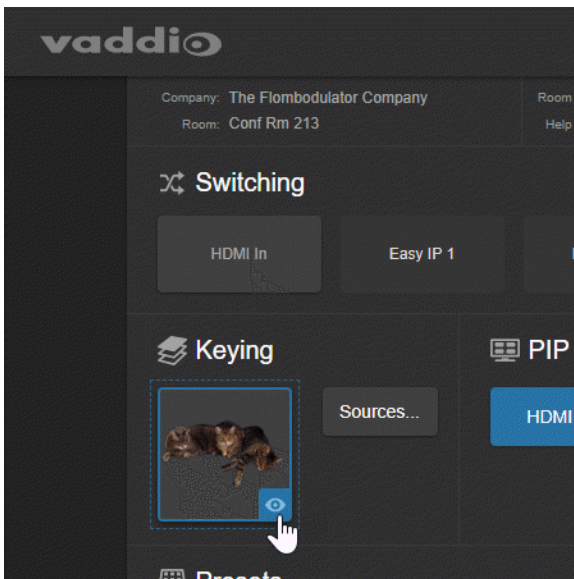 vaddio
Company: The Flombodulator Company
Room
Room: Conf Rm 213
Help
Switching
HDMI In
Easy IP 1
Keying
PIP
Sources...
HDMI
Presets